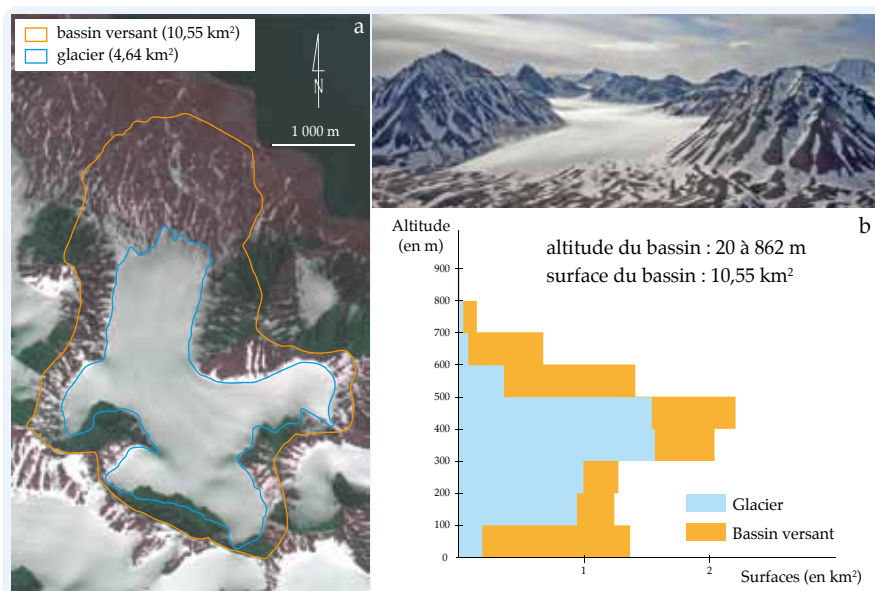 bassin versant (10,55 km²)
glacier (4,64 km²)
a
N
1 000 m
b
Altitude
(en m)
altitude du bassin : 20 à 862 m
surface du bassin : 10,55 km²
900
800
700
600
500
400
300
200
100
0
Glacier
Bassin versant
1
2
Surfaces (en km²)